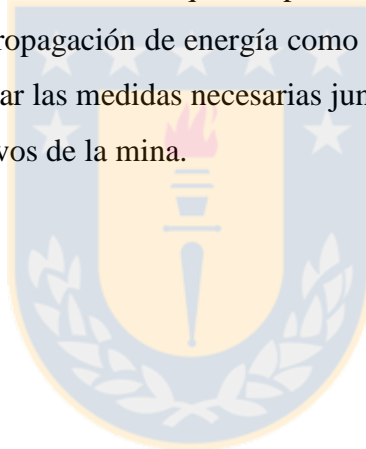 ropagación de energía como
ar las medidas necesarias jun
vos de la mina.